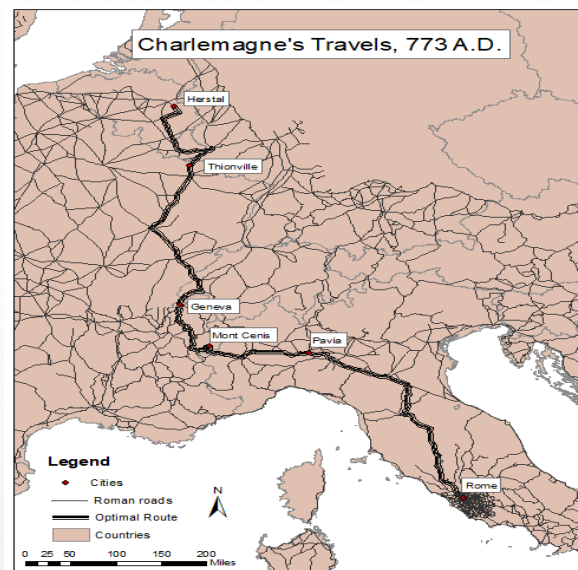 Charlemagne's Travels, 773 A.D.
Herstal
Thionville
Geneva
Mont Cenis
Pavia
Rome
Legend
Cities
Roman roads
Optimal Route
Countries
N
0 25 50 100 150 200
Miles